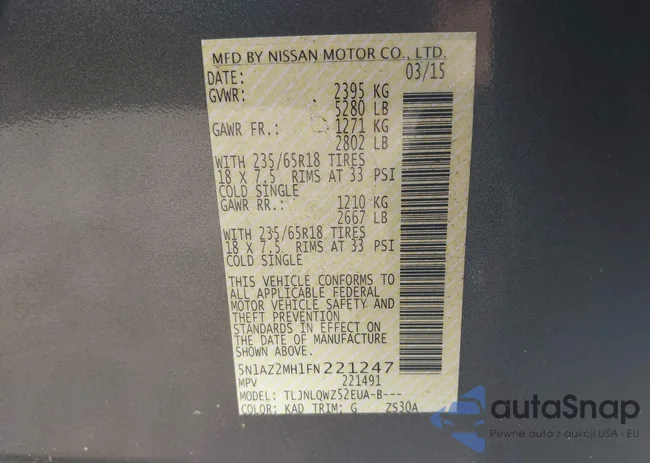 MFD BY NISSAN MOTOR CO., LTD.
DATE: 03/15
GVWR: 2395 KG
5280 LB
GAWR FR.: 1271 KG
2802 LB
WITH 235/65R18 TIRES
18 X 7.5 RIMS AT 33 PSI
COLD SINGLE
GAWR RR.: 1210 KG
2667 LB
WITH 235/65R18 TIRES
18 X 7.5 RIMS AT 33 PSI
COLD SINGLE
THIS VEHICLE CONFORMS TO
ALL APPLICABLE FEDERAL
MOTOR VEHICLE SAFETY AND
THEFT PREVENTION
STANDARDS IN EFFECT ON
THE DATE OF MANUFACTURE
SHOWN ABOVE.
5N1AZ2MH1FN221247
MPV 221491
MODEL: TLJNLQWZ52EUA-B---
COLOR: KAD TRIM: G ZS30A
autoSnap
Pewne auta z aukcji USA · EU